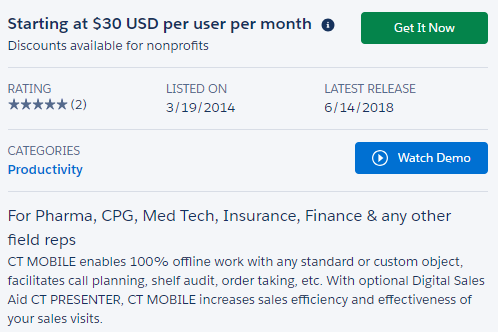 Starting at $30 USD per user per month
Get It Now
Discounts available for nonprofits
RATING
LISTED ON
LATEST RELEASE
★★★★★ (2)
3/19/2014
6/14/2018
CATEGORIES
Productivity
Watch Demo
For Pharma, CPG, Med Tech, Insurance, Finance & any other
field reps
CT MOBILE enables 100% offline work with any standard or custom object,
facilitates call planning, shelf audit, order taking, etc. With optional Digital Sales
Aid CT PRESENTER, CT MOBILE increases sales efficiency and effectiveness of
your sales visits.